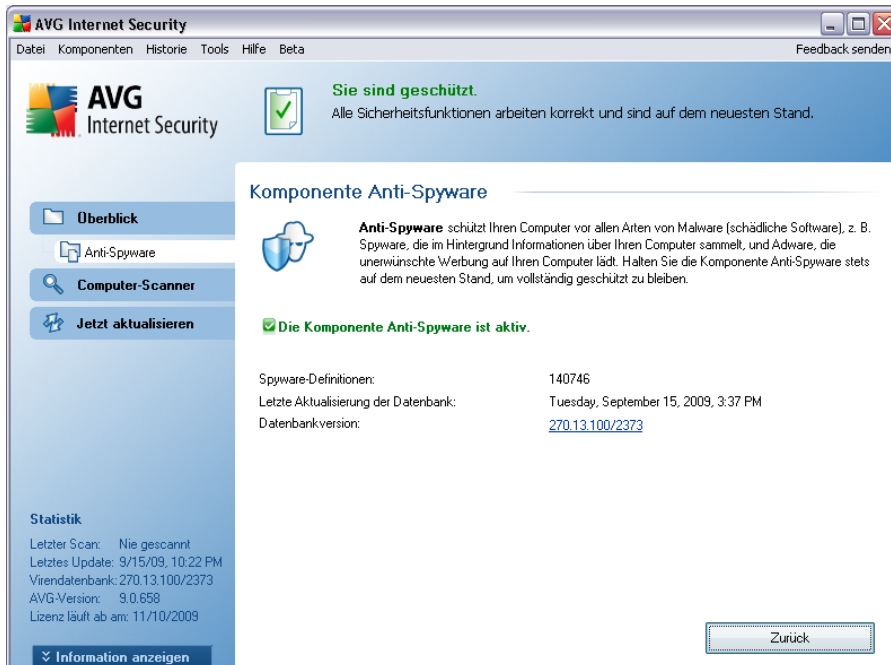 AVG Internet Security
Datei Komponenten Historie Tools Hilfe Beta Feedback senden
AVG
Internet Security
Sie sind geschützt.
Alle Sicherheitsfunktionen arbeiten korrekt und sind auf dem neuesten Stand.
Überblick
Anti-Spyware
Computer-Scanner
Jetzt aktualisieren
Komponente Anti-Spyware
Anti-Spyware schützt Ihren Computer vor allen Arten von Malware (schädliche Software), z. B.
Spyware, die im Hintergrund Informationen über Ihren Computer sammelt, und Adware, die
unerwünschte Werbung auf Ihren Computer lädt. Halten Sie die Komponente Anti-Spyware stets
auf dem neuesten Stand, um vollständig geschützt zu bleiben.
Die Komponente Anti-Spyware ist aktiv.
Spyware-Definitionen: 140746
Letzte Aktualisierung der Datenbank: Tuesday, September 15, 2009, 3:37 PM
Datenbankversion: 270.13.100/2373
Statistik
Letzter Scan: Nie gescannt
Letztes Update: 9/15/09, 10:22 PM
Virendatenbank: 270.13.100/2373
AVG-Version: 9.0.658
Lizenz läuft ab am: 11/10/2009
Information anzeigen
Zurück